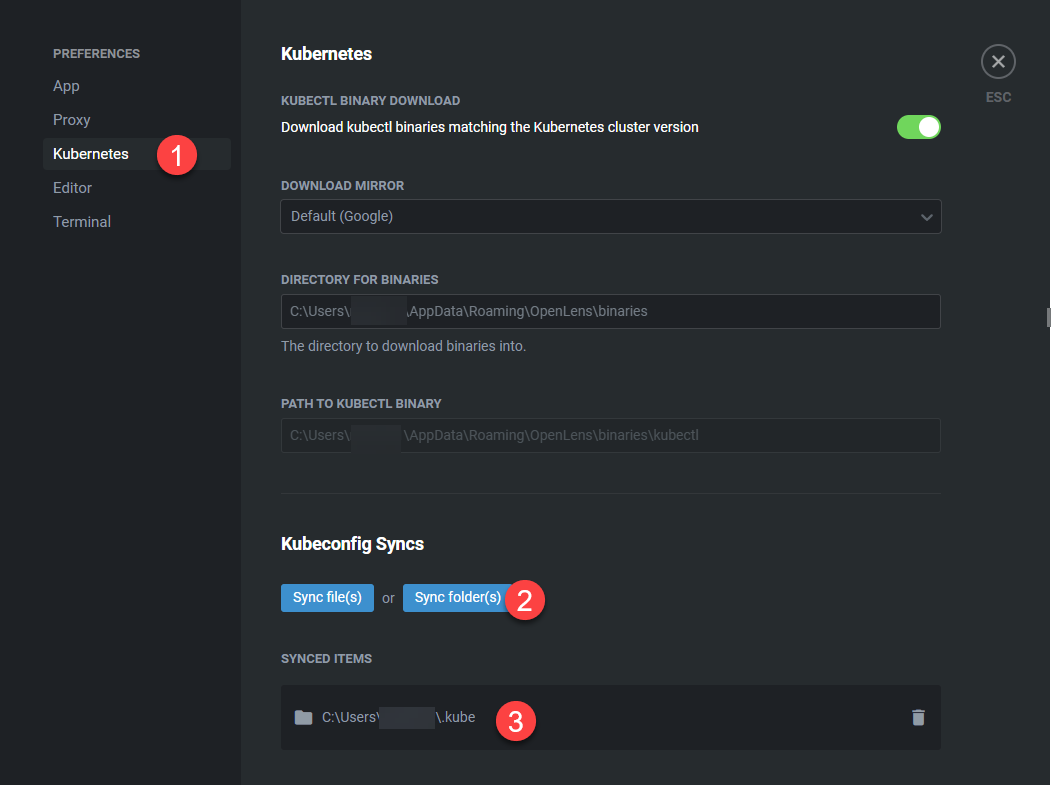 PREFERENCES
App
Proxy
Kubernetes
1
Editor
Terminal
Kubernetes
ESC
KUBECTL BINARY DOWNLOAD
Download kubectl binaries matching the Kubernetes cluster version
DOWNLOAD MIRROR
Default (Google)
DIRECTORY FOR BINARIES
C:\Users\ \AppData\Roaming\OpenLens\binaries
The directory to download binaries into.
PATH TO KUBECTL BINARY
C:\Users\ \AppData\Roaming\OpenLens\binaries\kubectl
Kubeconfig Syncs
Sync file(s) or Sync folder(s) 2
SYNCED ITEMS
C:\Users\ \.kube 3